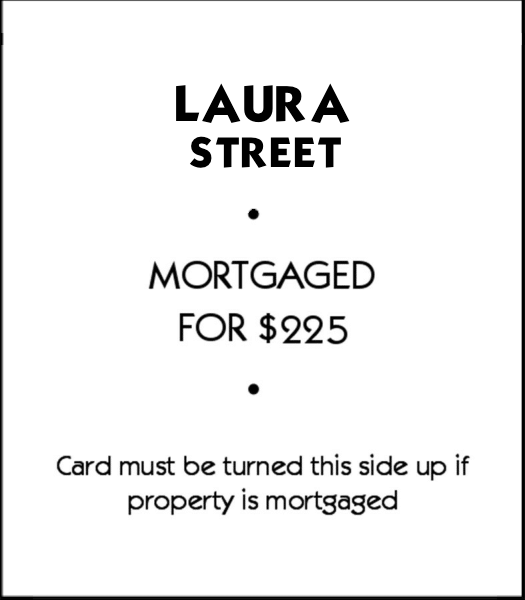 LAURA
STREET
•
MORTGAGED
FOR $225
•
Card must be turned this side up if
property is mortgaged